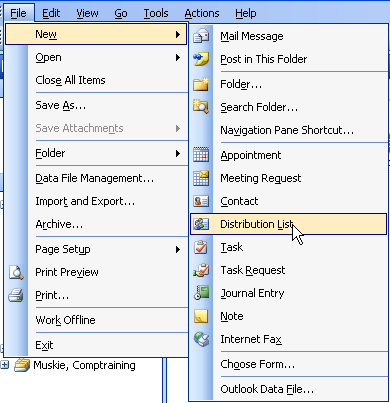 File Edit View Go Tools Actions Help
New
Open
Close All Items
Save As...
Save Attachments
Folder
Data File Management...
Import and Export...
Archive...
Page Setup
Print Preview
Print...
Work Offline
Exit
Muskie, Comptraining
Mail Message
Post in This Folder
Folder...
Search Folder...
Navigation Pane Shortcut...
Appointment
Meeting Request
Contact
Distribution List
Task
Task Request
Journal Entry
Note
Internet Fax
Choose Form...
Outlook Data File...